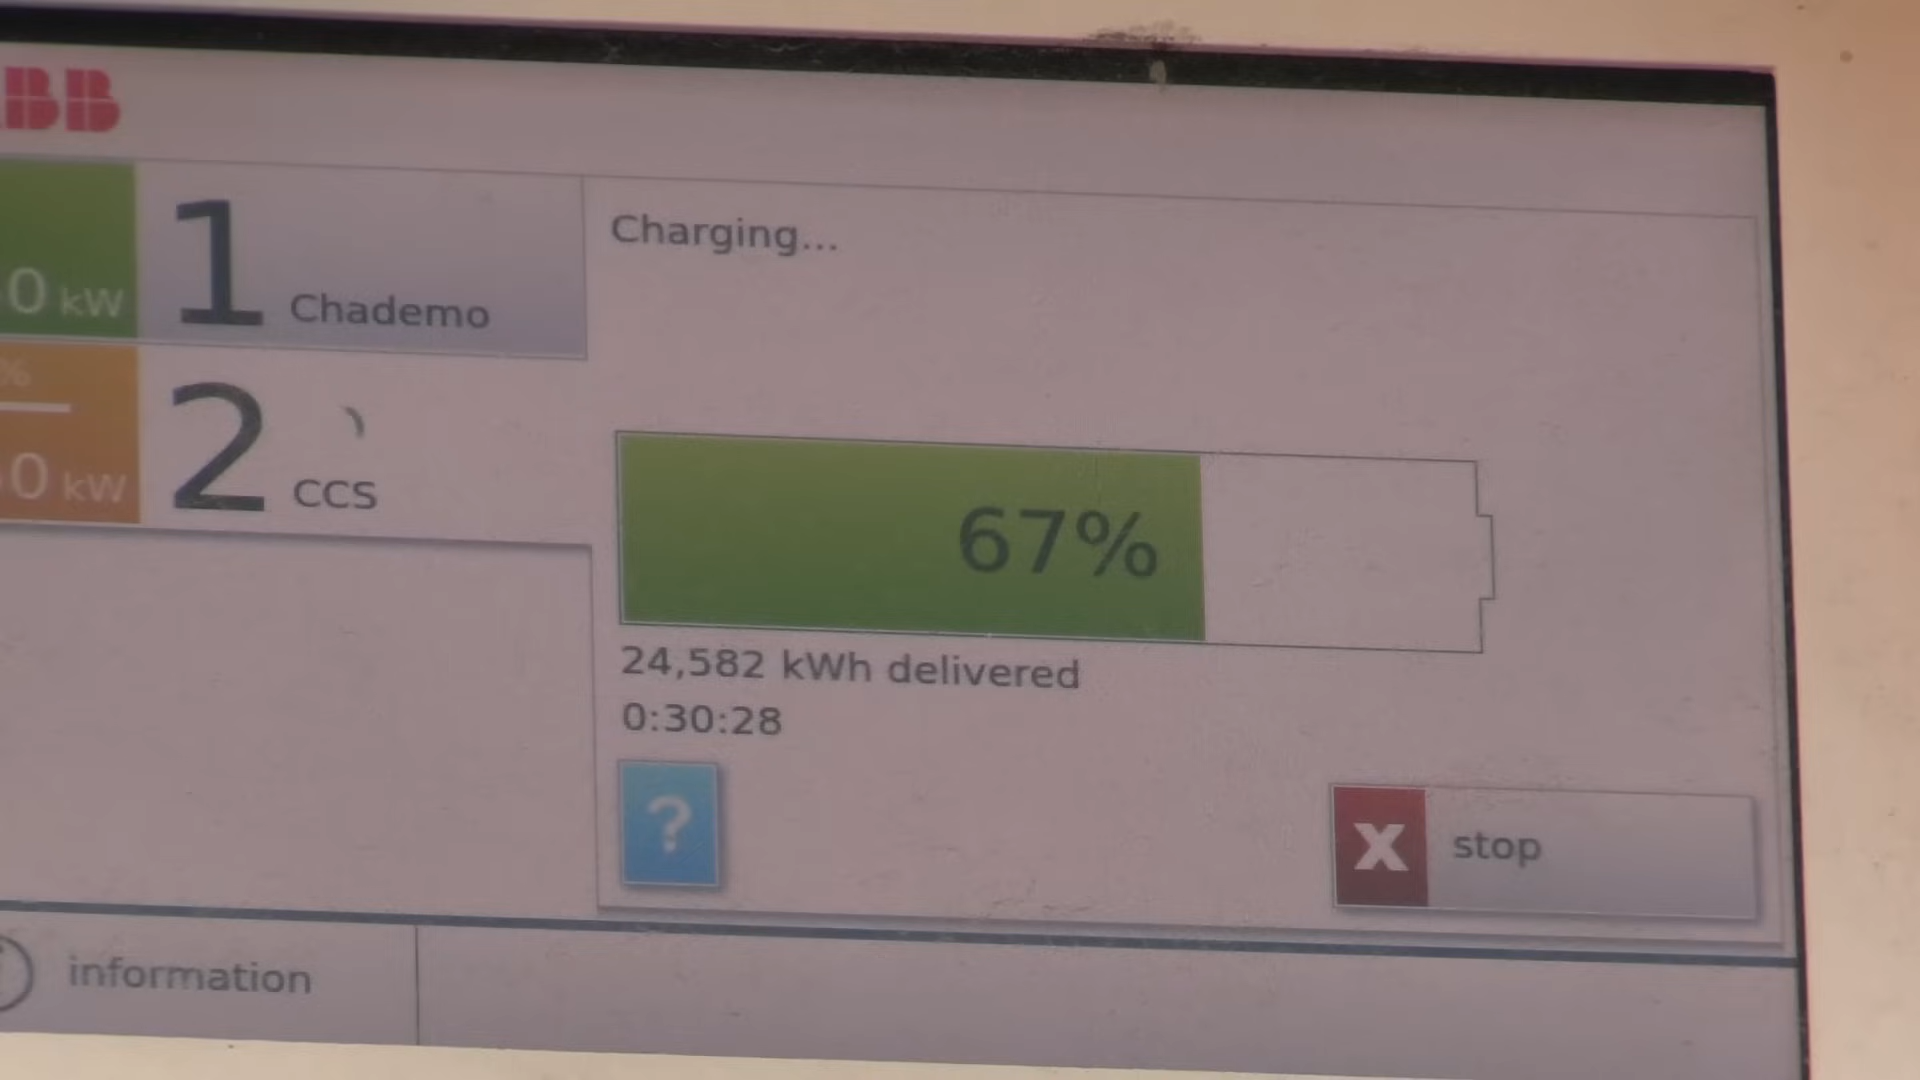 BB
0 kW
1 Chademo
%
0 kW
2 CCS
Charging...
67%
24,582 kWh delivered
0:30:28
?
X stop
information